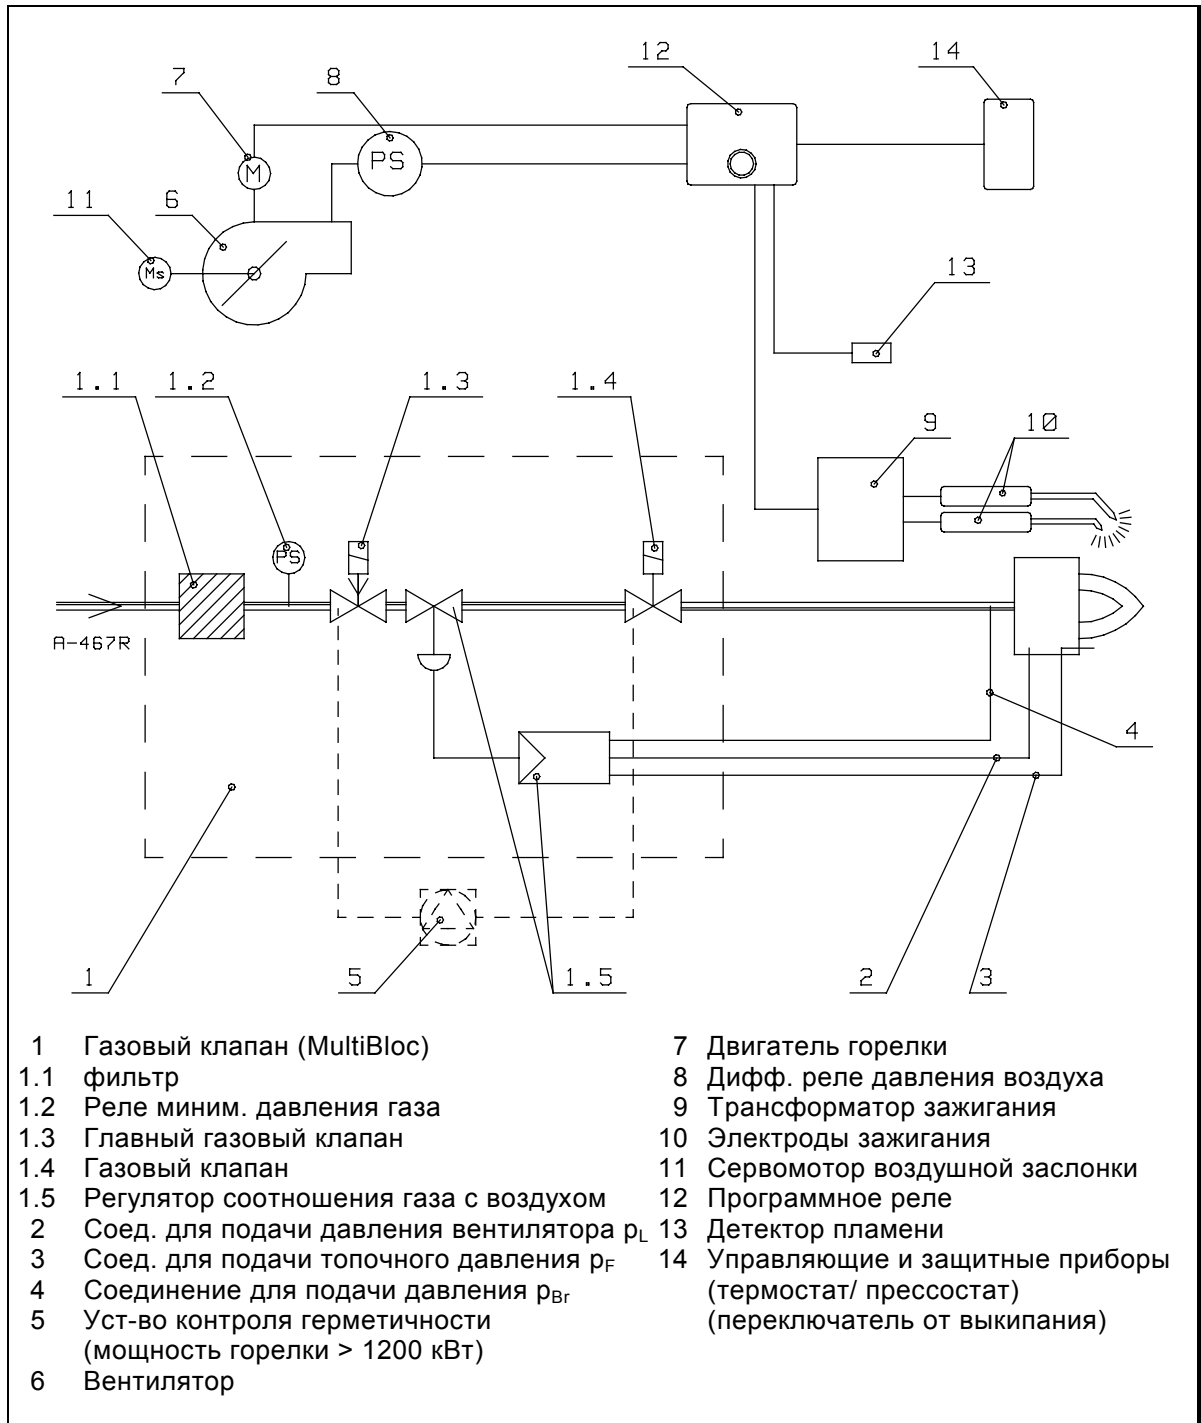 12
14
7
8
M
PS
11
6
Ms
13
1.1
1.2
1.3
1.4
9
10
PS
A-467R
4
1
5
1.5
2
3
1 Газовый клапан (MultiBloc)
1.1 фильтр
1.2 Реле миним. давления газа
1.3 Главный газовый клапан
1.4 Газовый клапан
1.5 Регулятор соотношения газа с воздухом
2 Соед. для подачи давления вентилятора pL
3 Соед. для подачи топочного давления pF
4 Соединение для подачи давления pBr
5 Уст-во контроля герметичности
(мощность горелки > 1200 кВт)
6 Вентилятор
7 Двигатель горелки
8 Дифф. реле давления воздуха
9 Трансформатор зажигания
10 Электроды зажигания
11 Сервомотор воздушной заслонки
12 Программное реле
13 Детектор пламени
14 Управляющие и защитные приборы
(термостат/ прессостат)
(переключатель от выкипания)